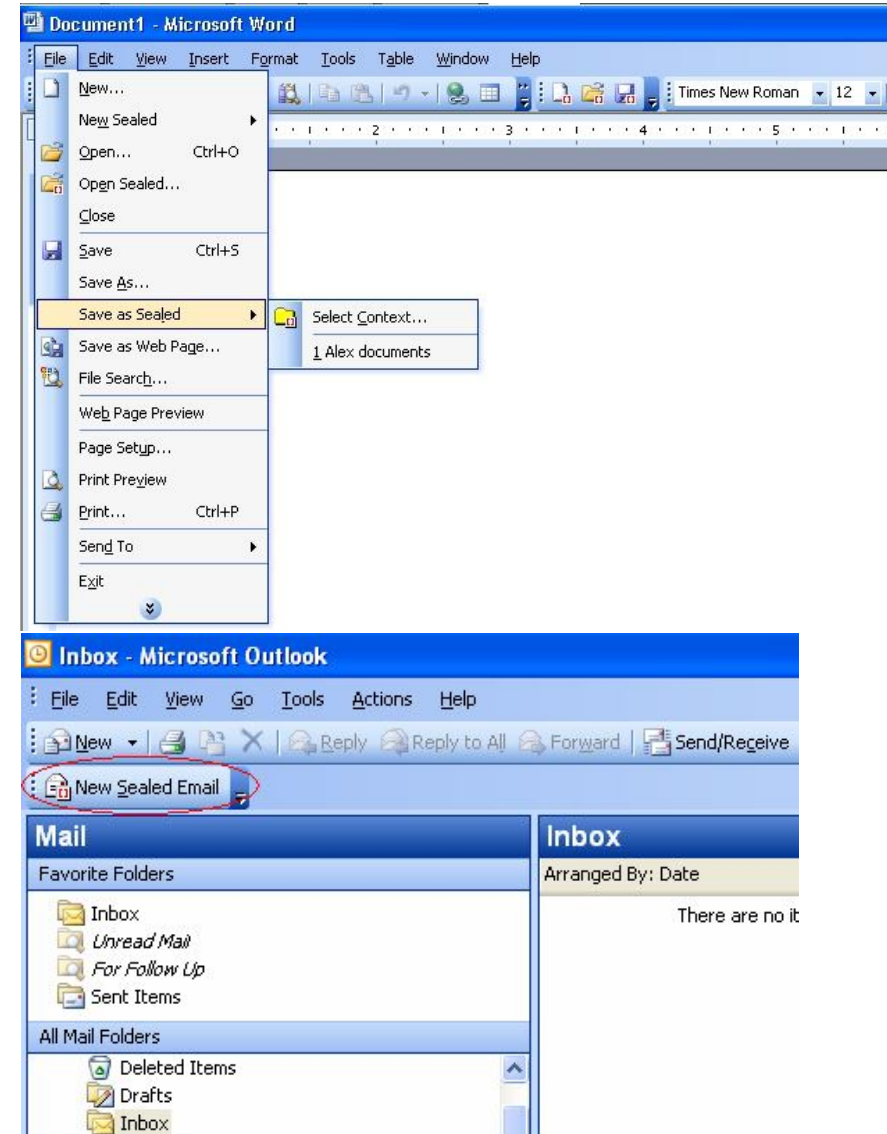 Document1 - Microsoft Word
File Edit View Insert Format Tools Table Window Help
New...
Times New Roman 12
New Sealed
2 3 4 5
Open... Ctrl+O
Open Sealed...
Close
Save Ctrl+S
Save As...
Save as Sealed
Select Context...
Save as Web Page...
1 Alex documents
File Search...
Web Page Preview
Page Setup...
Print Preview
Print... Ctrl+P
Send To
Exit
Inbox - Microsoft Outlook
File Edit View Go Tools Actions Help
New Reply Reply to All Forward Send/Receive
New Sealed Email
Mail Inbox
Favorite Folders Arranged By: Date
Inbox There are no it
Unread Mail
For Follow Up
Sent Items
All Mail Folders
Deleted Items
Drafts
Inbox